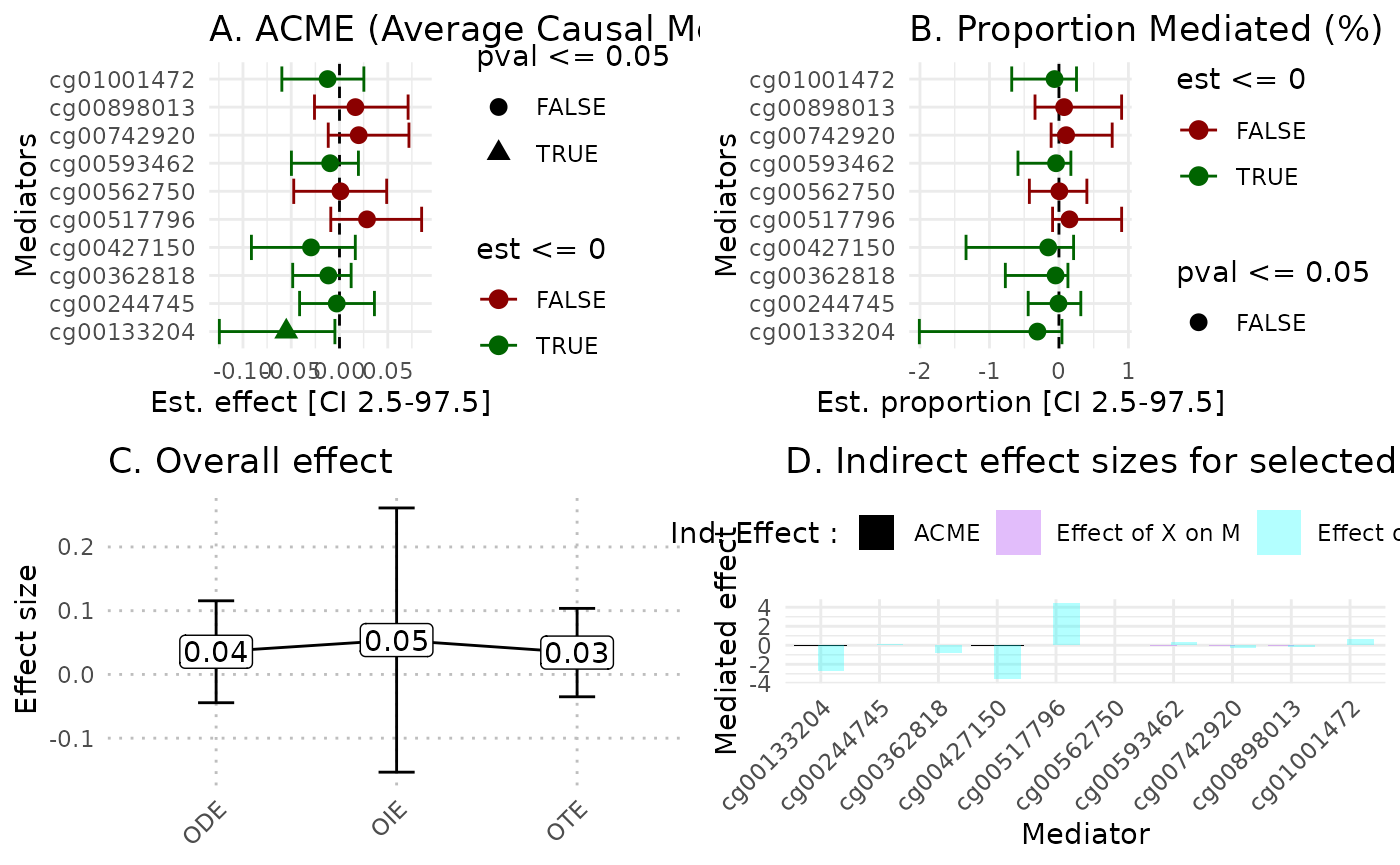 A. ACME (Average Causal Me
pval <= 0.05
FALSE
TRUE
est <= 0
FALSE
TRUE
Mediators
cg01001472
cg00898013
cg00742920
cg00593462
cg00562750
cg00517796
cg00427150
cg00362818
cg00244745
cg00133204
-0.10 -0.05 0.00 0.05
Est. effect [CI 2.5-97.5]
B. Proportion Mediated (%)
est <= 0
FALSE
TRUE
pval <= 0.05
FALSE
Mediators
cg01001472
cg00898013
cg00742920
cg00593462
cg00562750
cg00517796
cg00427150
cg00362818
cg00244745
cg00133204
-2 -1 0 1
Est. proportion [CI 2.5-97.5]
C. Overall effect
Effect size
0.2
0.1
0.0
-0.1
0.04
0.05
0.03
ODE
OIE
OTE
D. Indirect effect sizes for selected
Ind. Effect : ACME Effect of X on M Effect o
Mediated effect
4
2
0
-2
-4
cg00133204
cg00244745
cg00362818
cg00427150
cg00517796
cg00562750
cg00593462
cg00742920
cg00898013
cg01001472
Mediator